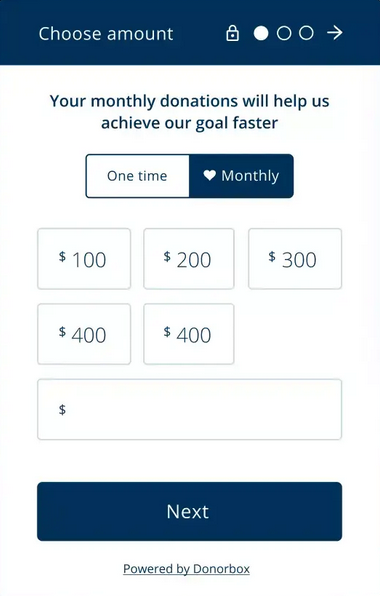 Choose amount
Your monthly donations will help us
achieve our goal faster
One time
Monthly
$ 100
$ 200
$ 300
$ 400
$ 400
$
Next
Powered by Donorbox